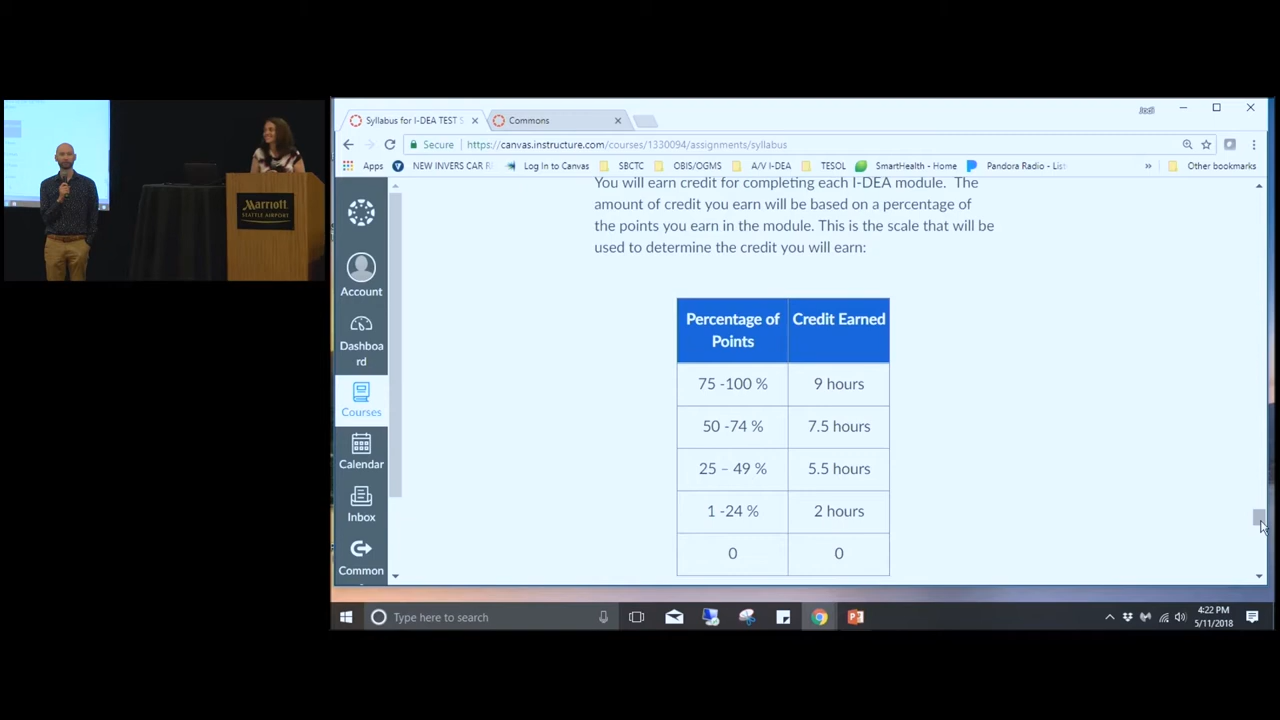 Marriott
SEATTLE AIRPORT
Jodi
Syllabus for I-DEA TEST S
Commons
Secure
https://canvas.instructure.com/courses/1330094/assignments/syllabus
Apps
NEW INVERS CAR RA
Log In to Canvas
SBCTC
OBIS/OGMS
A/V I-DEA
TESOL
SmartHealth - Home
Pandora Radio - List
»
Other bookmarks
Account
Dashboa
rd
Courses
Calendar
Inbox
Common
You will earn credit for completing each I-DEA module. The
amount of credit you earn will be based on a percentage of
the points you earn in the module. This is the scale that will be
used to determine the credit you will earn:
Percentage of
Points
Credit Earned
75 -100 % 9 hours
50 -74 % 7.5 hours
25 – 49 % 5.5 hours
1 -24 % 2 hours
0 0
Type here to search
4:22 PM
5/11/2018